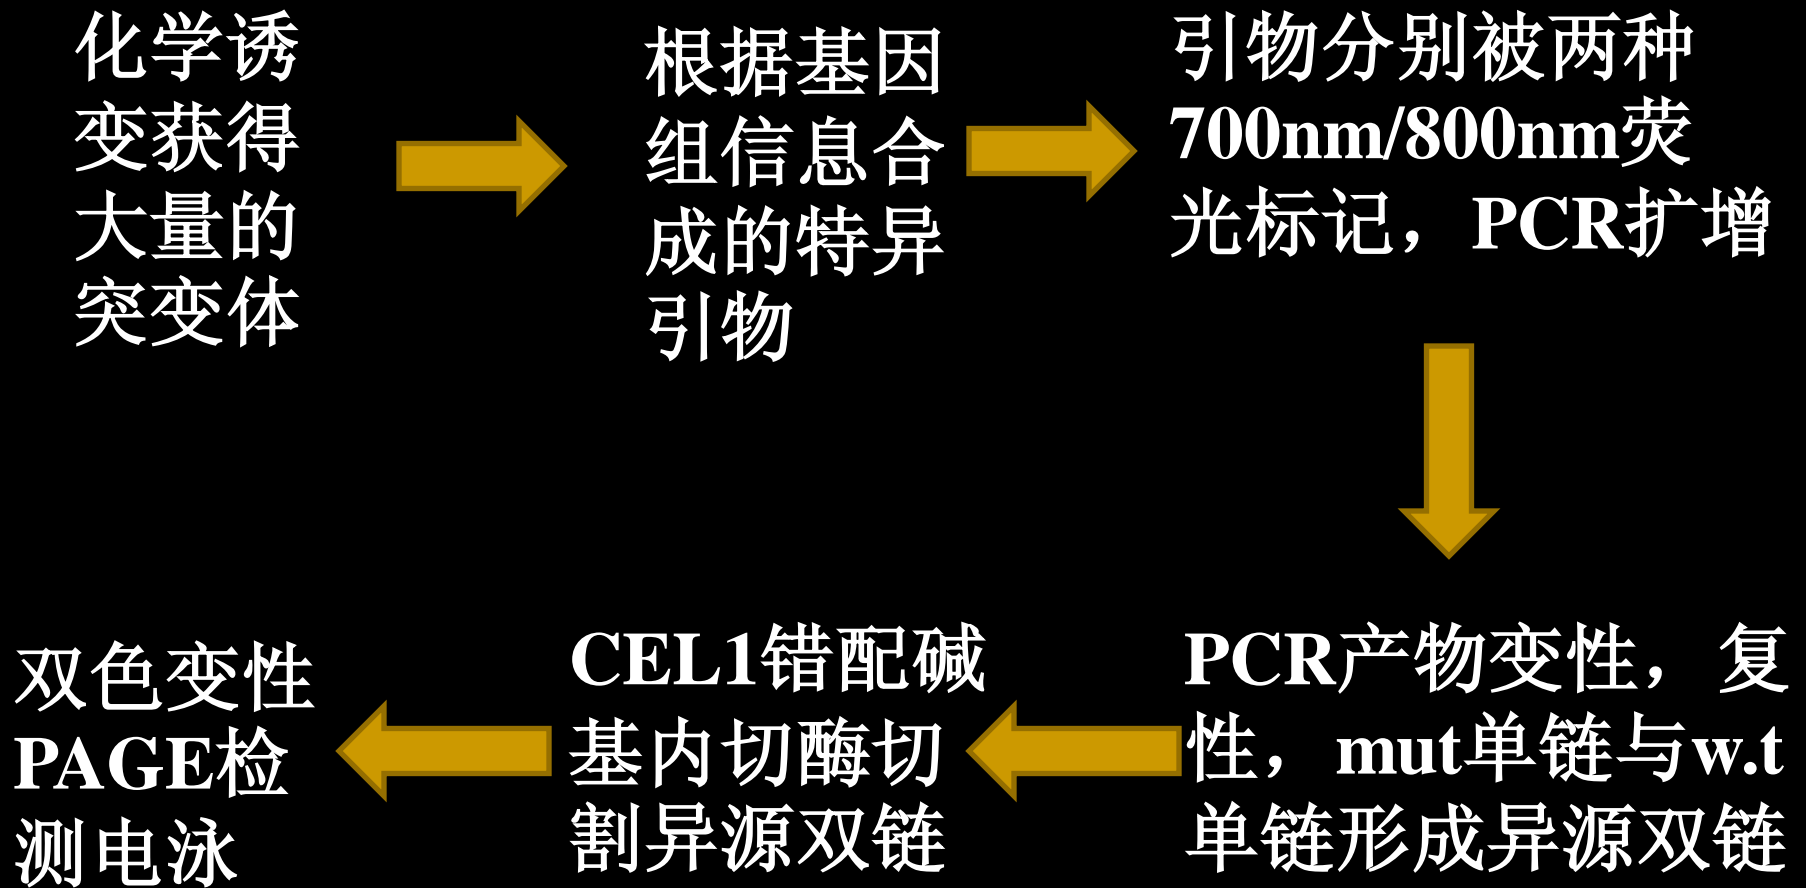 化学诱
变获得
大量的
突变体
根据基因
组信息合
成的特异
引物
引物分别被两种
700nm/800nm荧
光标记，PCR扩增
PCR产物变性，复
性，mut单链与w.t
单链形成异源双链
CEL1错配碱
基内切酶切
割异源双链
双色变性
PAGE检
测电泳